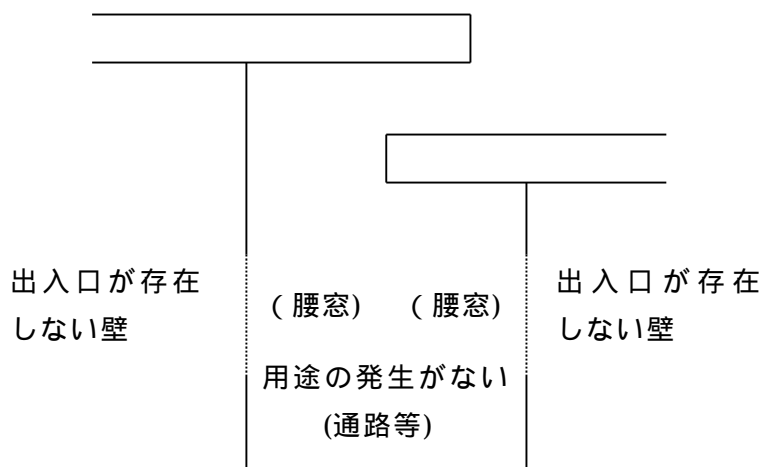 出入口が存在
しない壁
(腰窓)
(腰窓)
出入口が存在
しない壁
用途の発生がない
(通路等)